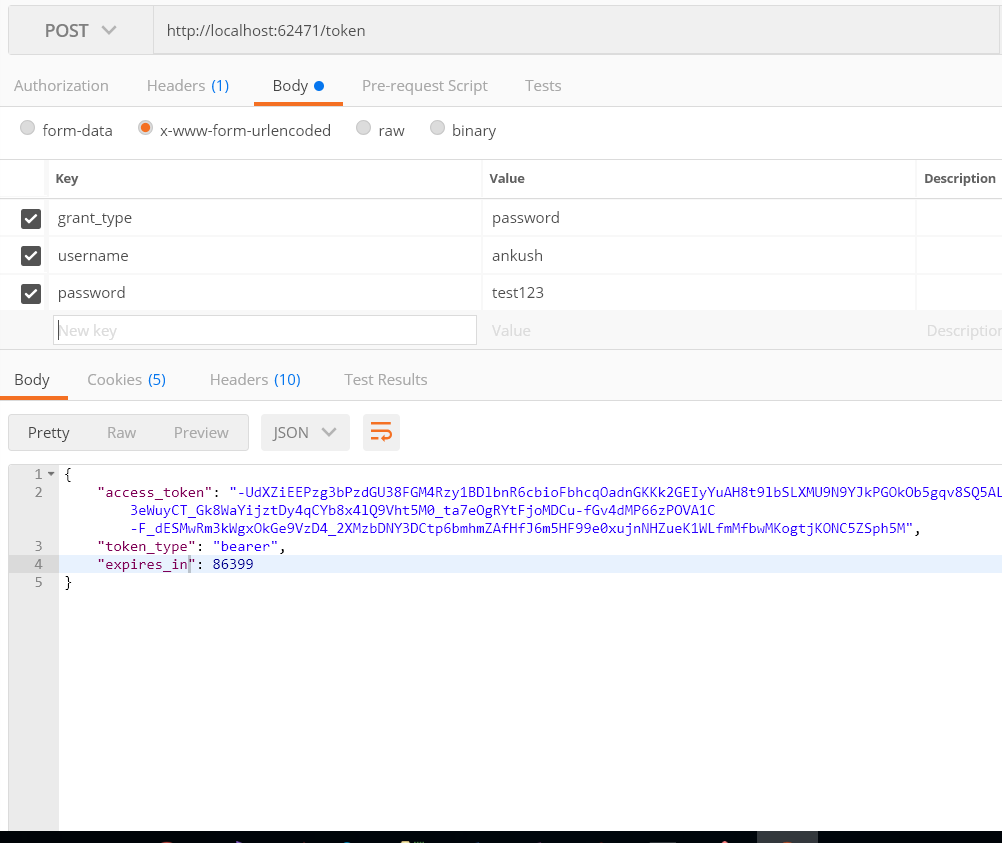 POST http://localhost:62471/token
Authorization Headers (1) Body Pre-request Script Tests
form-data x-www-form-urlencoded raw binary
Key Value Description
grant_type password
username ankush
password test123
New key Value Description
Body Cookies (5) Headers (10) Test Results
Pretty Raw Preview JSON
1 {
2 "access_token": "-UdXZiEEPzg3bPzdGU38FGM4Rzy1BDlbnR6cbioFbhcqOadnGKKk2GEIyYuAH8t9lbSLXMU9N9YJkPGOkOb5gqv8SQ5AL
3eWuyCT_Gk8WaYijztDy4qCYb8x4lQ9Vht5M0_ta7eOgRYtFjoMDCu-fGv4dMP66zPOVA1C
-F_dESMwRm3kWgxOkGe9VzD4_2XMzbDNY3DCtp6bmhmZAfHfJ6m5HF99e0xujnNHZueK1WLfmMfbwMKogtjKONC5ZSph5M",
3 "token_type": "bearer",
4 "expires_in": 86399
5 }